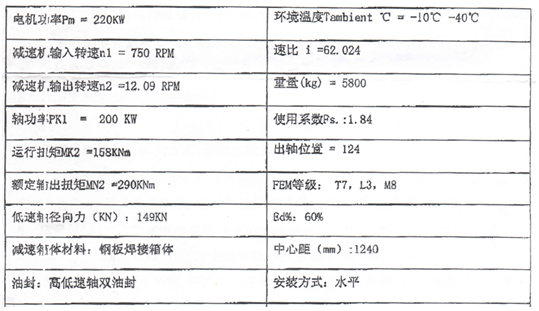 电机功率Pm = 220KW
环境温度Tambient ℃ = -10℃ -40℃
减速机输入转速n1 = 750 RPM
速比 i =62.024
减速机输出转速n2 =12.09 RPM
重量(kg) = 5800
轴功率PK1 = 200 KW
使用系数Fs.:1.84
运行扭矩MK2 =158KNm
出轴位置 = 124
额定输出扭矩MN2 =290KNm
FEM等级: T7, L3, M8
低速轴径向力(KN): 149KN
Ed%: 60%
减速箱体材料: 钢板焊接箱体
中心距(mm):1240
油封: 高低速轴双油封
安装方式: 水平